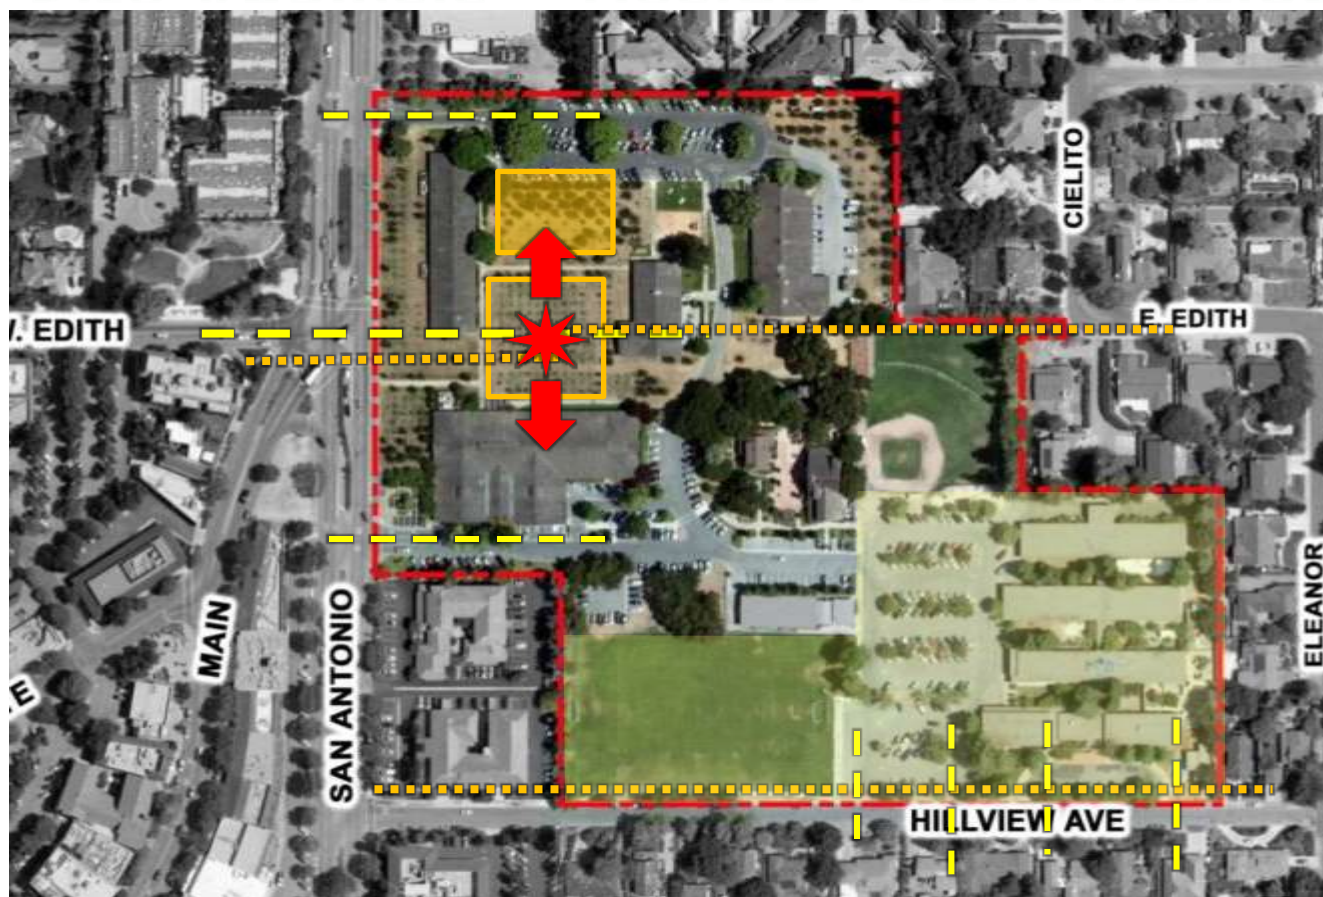 CIELITO
. EDITH
E. EDITH
ELEANOR
MAIN
SAN ANTONIO
E
HILLVIEW AVE